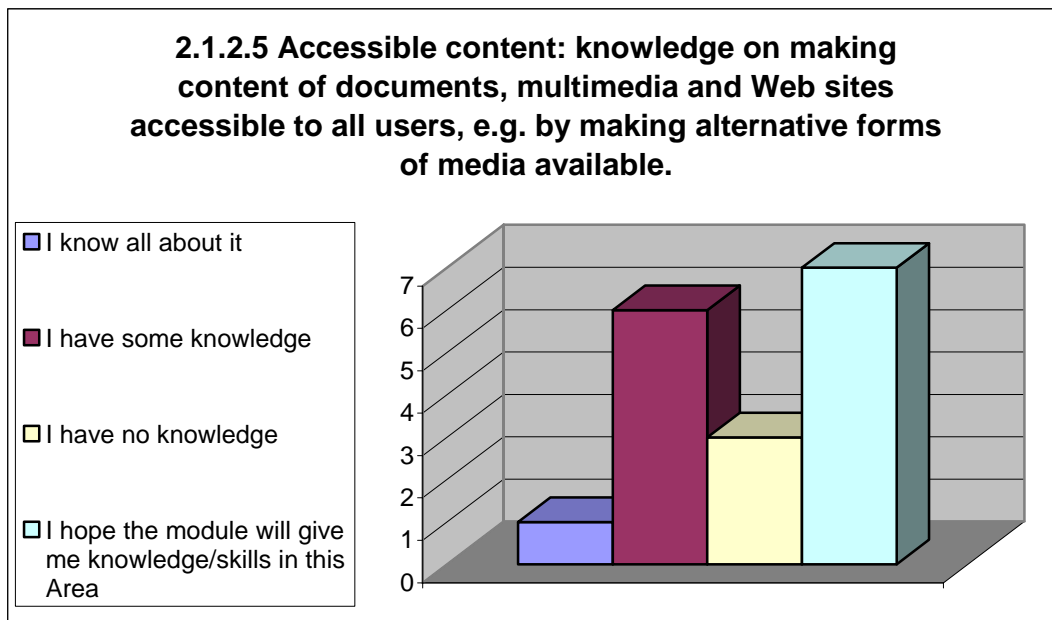 2.1.2.5 Accessible content: knowledge on making
content of documents, multimedia and Web sites
accessible to all users, e.g. by making alternative forms
of media available.
I know all about it
I have some knowledge
I have no knowledge
I hope the module will give
me knowledge/skills in this
Area
7
6
5
4
3
2
1
0